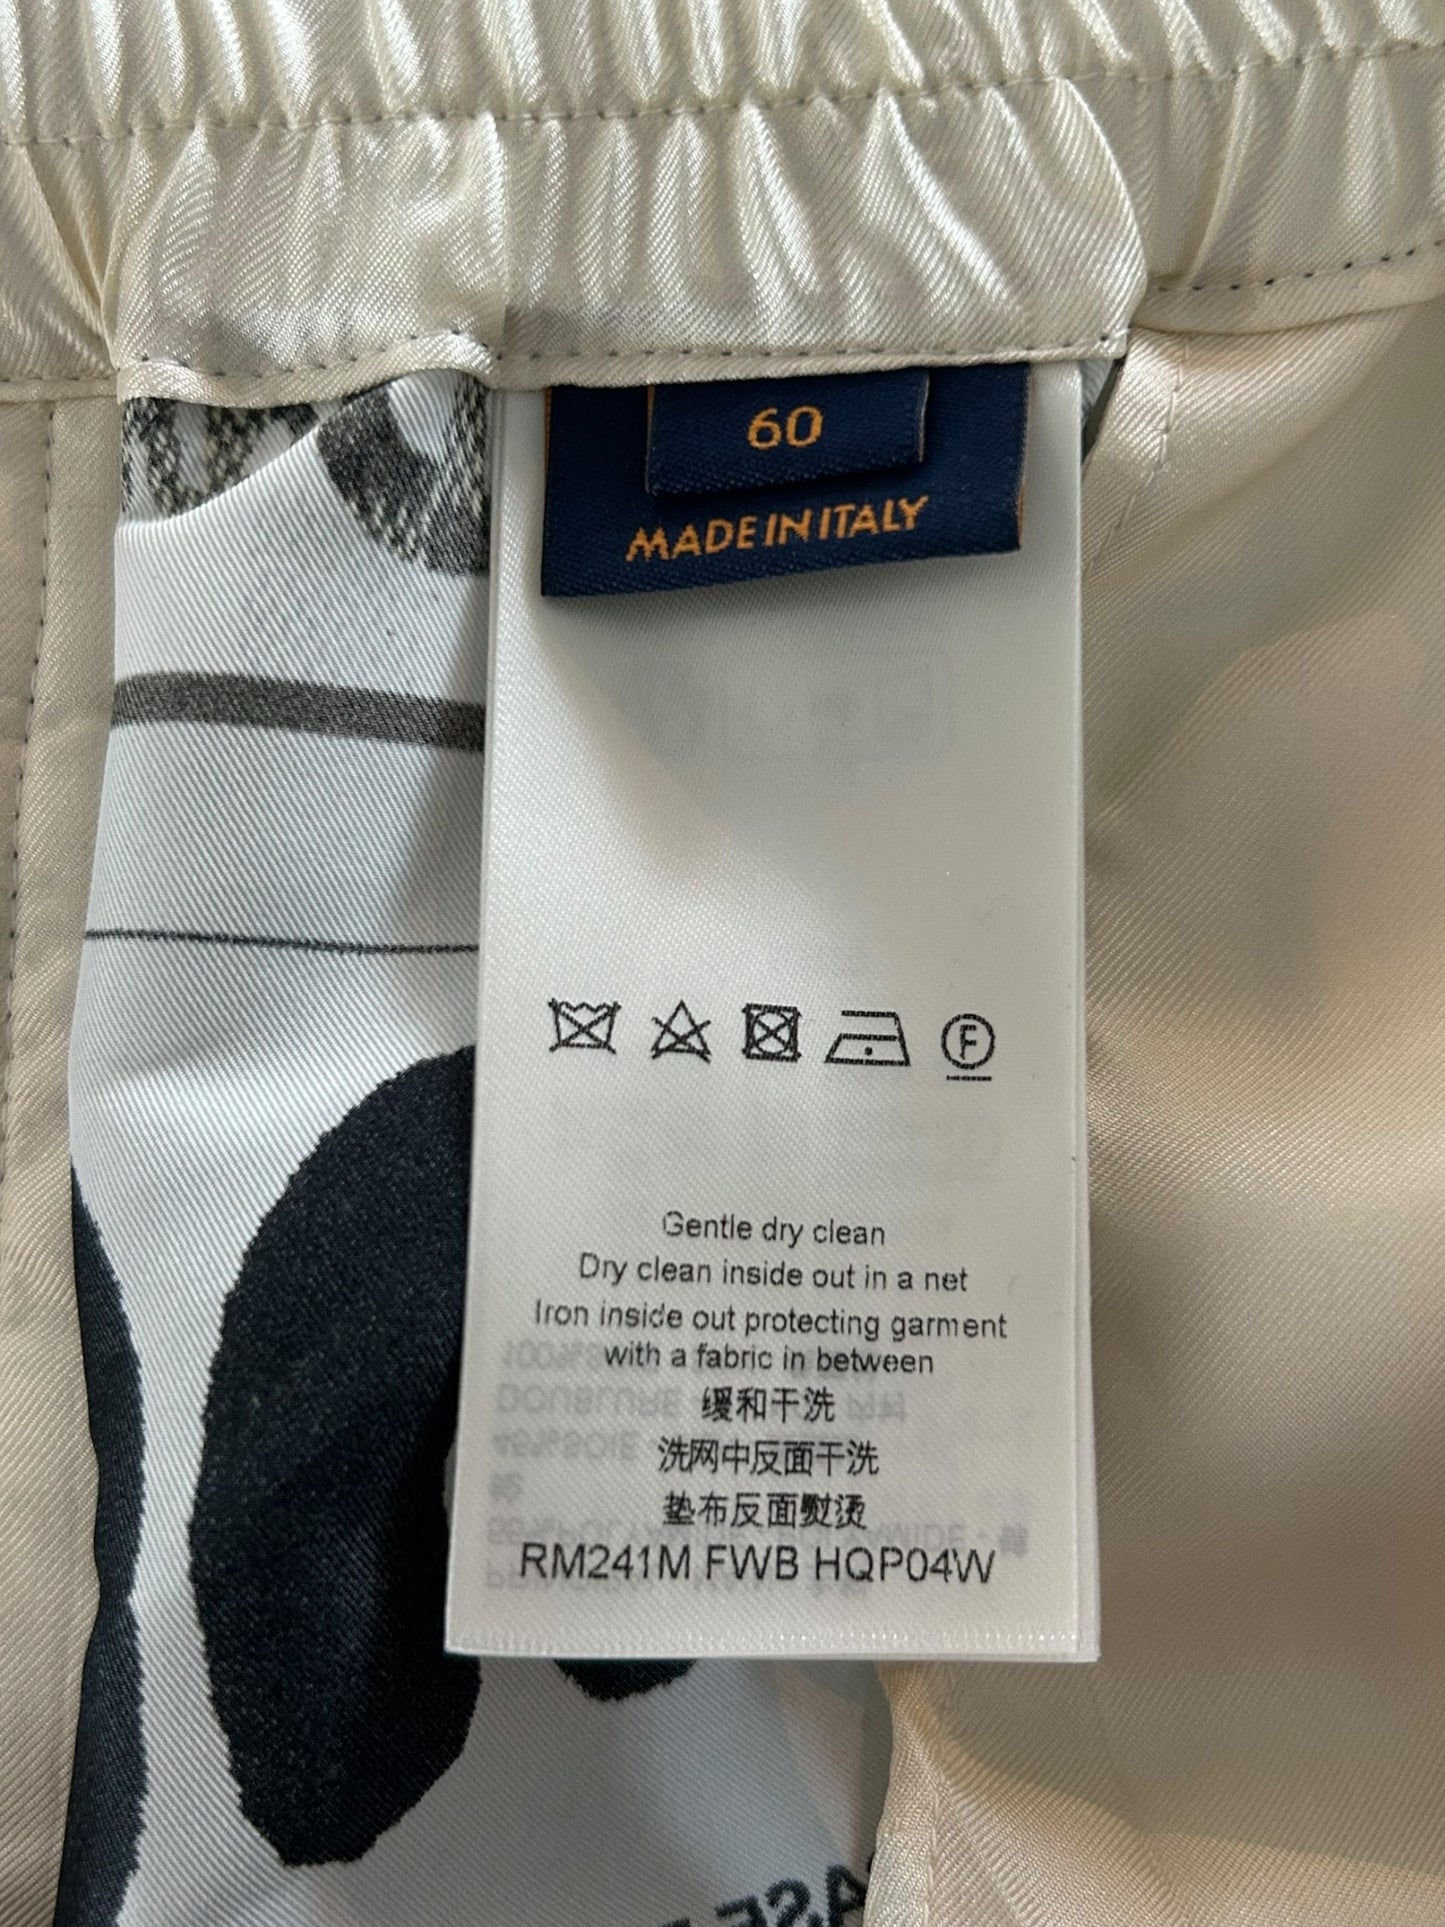 60
MADE IN ITALY
F
Gentle dry clean
Dry clean inside out in a net
Iron inside out protecting garment
with a fabric in between
缓和干洗
洗网中反面干洗
垫布反面熨烫
RM241M FWB HQP04W